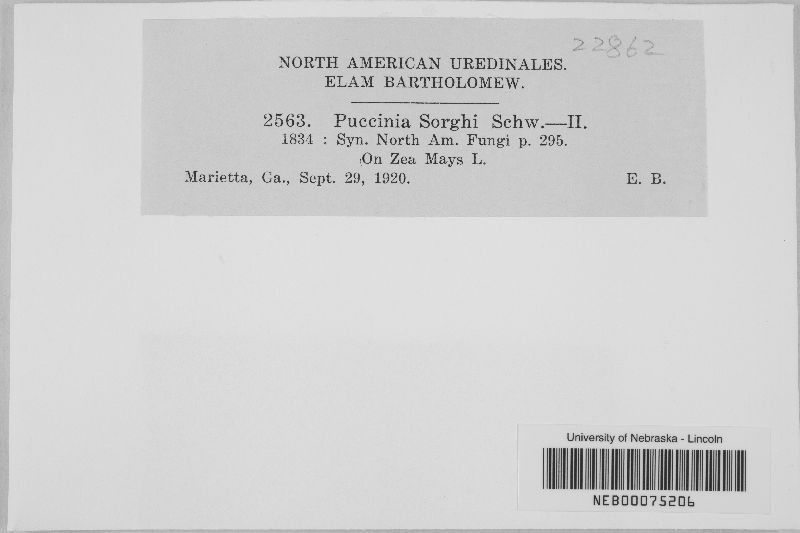 22862
NORTH AMERICAN UREDINALES.
ELAM BARTHOLOMEW.
2563. Puccinia Sorghi Schw.—II.
1834 : Syn. North Am. Fungi p. 295.
On Zea Mays L.
Marietta, Ga., Sept. 29, 1920. E. B.
University of Nebraska - Lincoln
NEB00075206